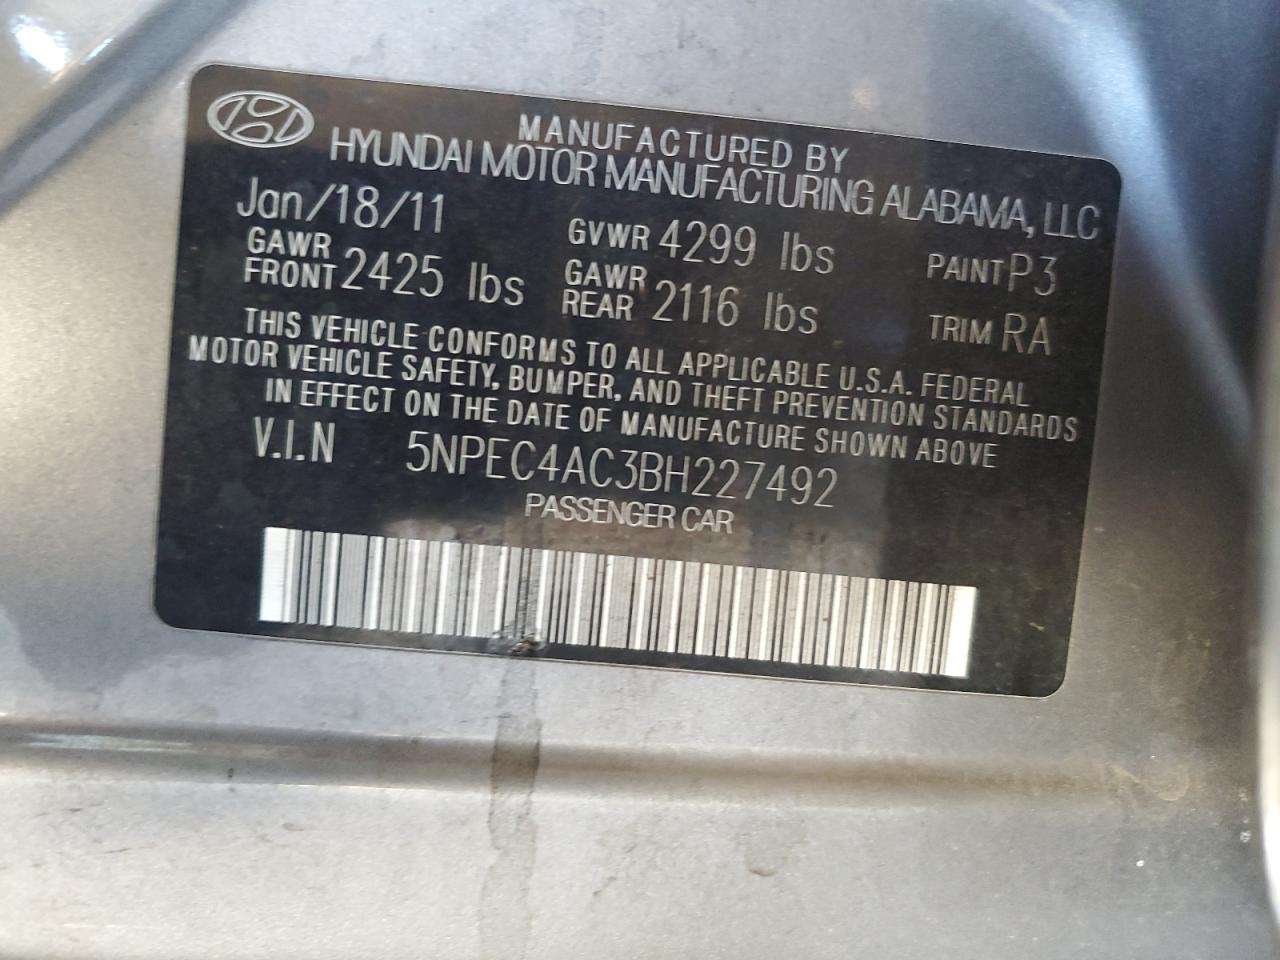 MANUFACTURED BY
HYUNDAI MOTOR MANUFACTURING ALABAMA, LLC
Jan/18/11 GVWR 4299 lbs PAINT P3
GAWR FRONT 2425 lbs GAWR REAR 2116 lbs TRIM RA
THIS VEHICLE CONFORMS TO ALL APPLICABLE U.S.A. FEDERAL
MOTOR VEHICLE SAFETY, BUMPER, AND THEFT PREVENTION STANDARDS
IN EFFECT ON THE DATE OF MANUFACTURE SHOWN ABOVE
V.I.N 5NPEC4AC3BH227492
PASSENGER CAR